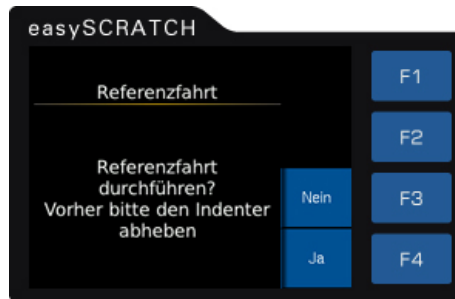 easySCRATCH
Referenzfahrt
Referenzfahrt
durchführen?
Vorher bitte den Indenter
abheben
Nein
Ja
F1
F2
F3
F4